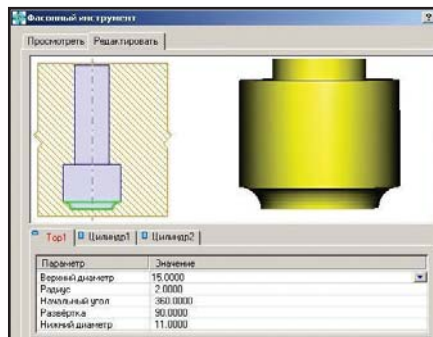 Фасонный инструмент
Просмотреть Редактировать
Тор1 Цилиндр1 Цилиндр2
Параметр Значение
Верхний диаметр 15.0000
Радиус 2.0000
Начальный угол 360.0000
Развёртка 90.0000
Нижний диаметр 11.0000